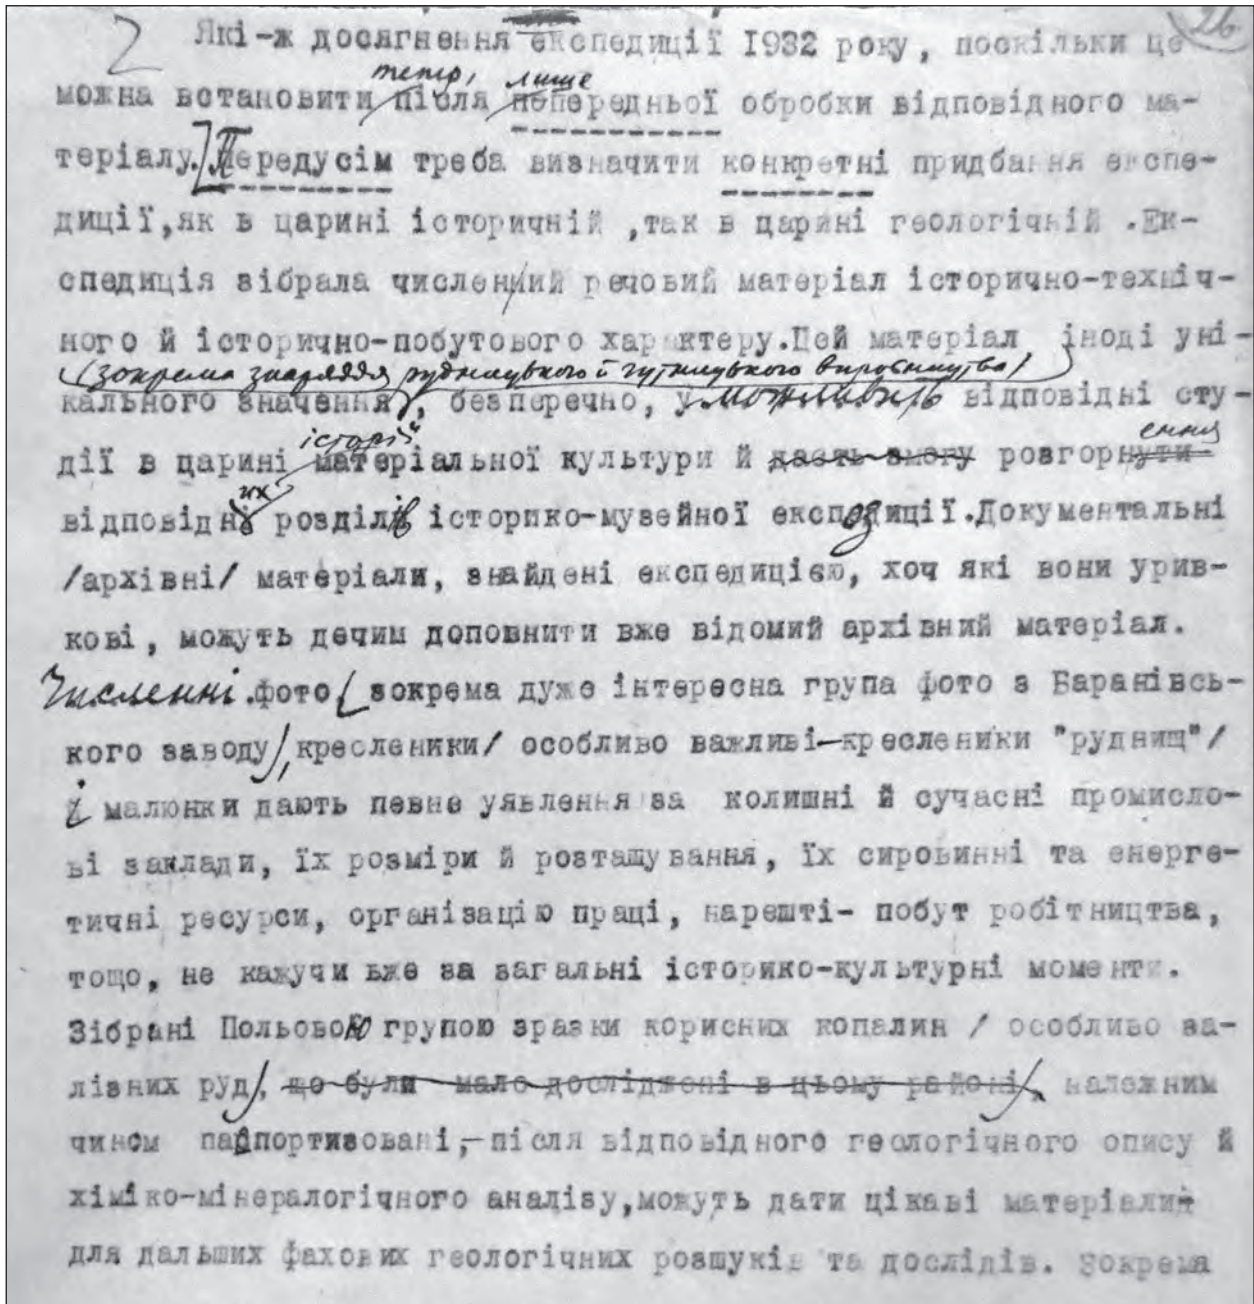 26
Які-ж досягнення експедиції 1932 року, поскільки це
тепер, лише
можна встановити після попередньої обробки відповідного ма-
теріалу. Передусім треба визначити конкретні придбання експе-
диції,як в царині історичній ,так в царині геологічній .Ек-
спедиція зібрала численний речовий матеріал історично-техніч-
ного й історично-побутового характеру.Цей матеріал іноді уні-
(зокрема знаряддя рудницького й гутницького виробництва)
кального значення, безперечно, уможливить відповідні сту-
історії ення
дії в царині матеріальної культури й дасть змогу розгорнути
их
відповідні розділів історико-музейної експозиції.Документальні
/архівні/ матеріали, знайдені експедицією, хоч які вони урив-
кові, можуть дечим доповнити вже відомий архівний матеріал.
Численні фото( зокрема дуже інтересна група фото з Баранівсь-
кого заводу), кресленики/ особливо важливі-кресленики "руднищ"/
і малюнки дають певне уявлення за колишні й сучасні промисло-
ві заклади, їх розміри й розташування, їх сировинні та енерге-
тичні ресурси, організацію праці, нарешті- побут робітництва,
тощо, не кажучи вже за загальні історико-культурні моменти.
Зібрані Польовою групою зразки корисних копалин / особливо за-
лізних руд/, що були мало досліджені в цьому районі/, належним
чином паспортизовані,-після відповідного геологічного опису й
хіміко-мінералогічного аналізу,можуть дати цікаві матеріали
для дальших фахових геологічних розшуків та дослідів. Зокрема